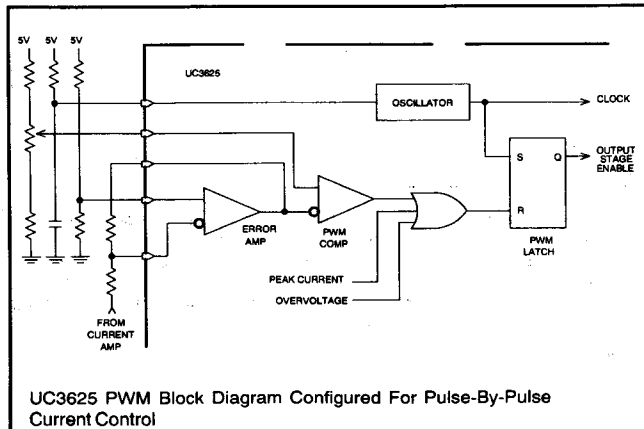 5V 5V 5V
UC3625
OSCILLATOR
CLOCK
S Q
OUTPUT
STAGE
ENABLE
R
ERROR
AMP
PWM
COMP
PWM
LATCH
PEAK CURRENT
OVERVOLTAGE
FROM
CURRENT
AMP
UC3625 PWM Block Diagram Configured For Pulse-By-Pulse
Current Control